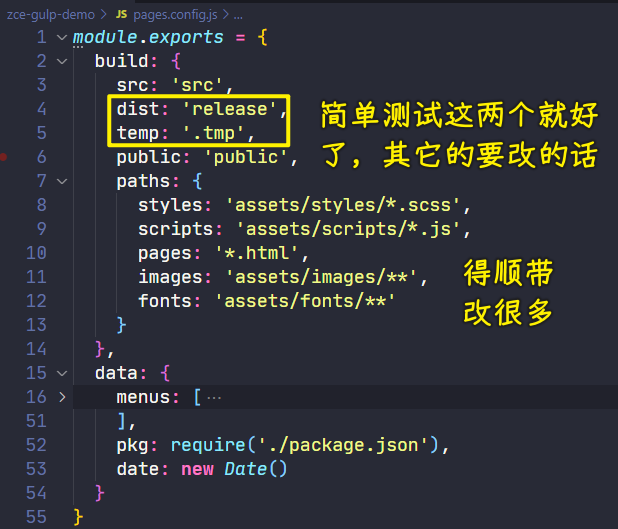 zce-gulp-demo > JS pages.config.js > ...
1 module.exports = {
2 build: {
3 src: 'src',
4 dist: 'release',
5 temp: '.tmp',
6 public: 'public',
7 paths: {
8 styles: 'assets/styles/*.scss',
9 scripts: 'assets/scripts/*.js',
10 pages: '*.html',
11 images: 'assets/images/**',
12 fonts: 'assets/fonts/**'
13 }
14 },
15 data: {
16 menus: [ ...
51 ],
52 pkg: require('./package.json'),
53 date: new Date()
54 }
55 }
简单测试这两个就好
了，其它的要改的话
得顺带
改很多